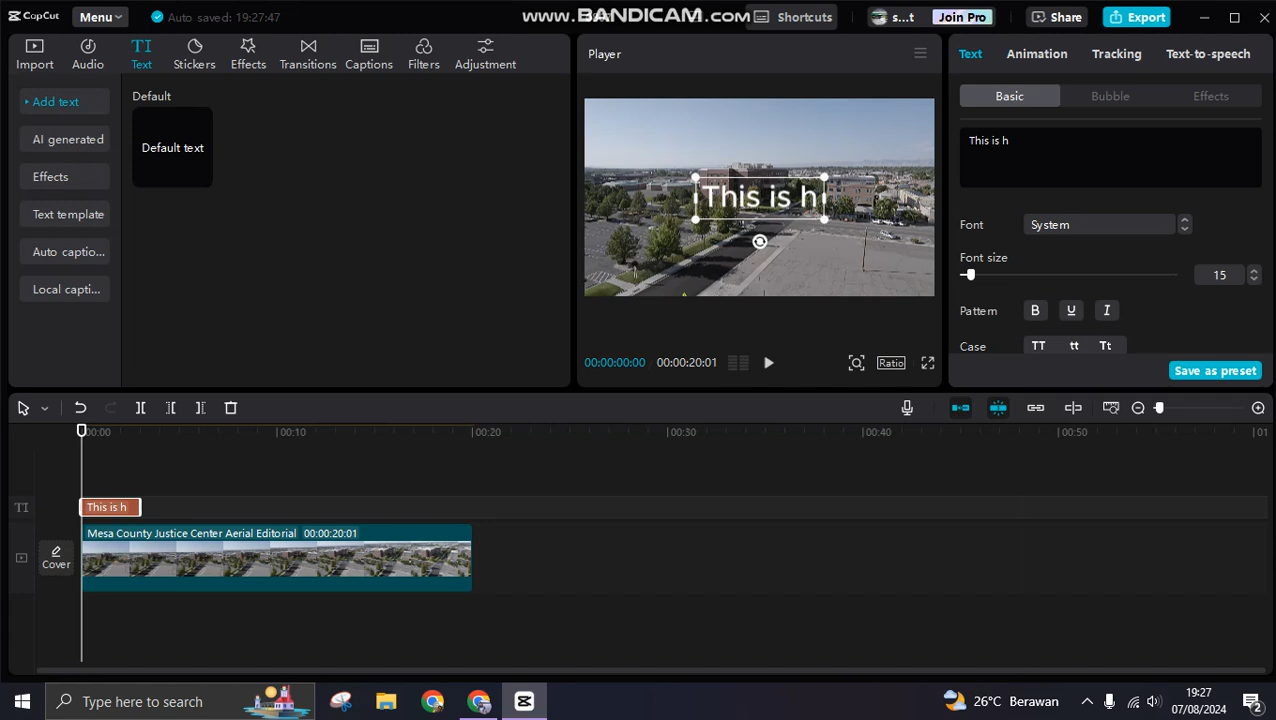 CapCut
Menu
Auto saved: 19:27:47
www.BANDICAM.com
Shortcuts
s...t
Join Pro
Share
Export
Import
Audio
TI
Text
Stickers
Effects
Transitions
Captions
Filters
Adjustment
Add text
AI generated
Effects
Text template
Auto captio...
Local capti...
Default
Default text
Player
This is h
00:00:00:00 / 00:00:20:01
Ratio
Text
Animation
Tracking
Text-to-speech
Basic
Bubble
Effects
This is h
Font
System
Font size
15
Pattern
B
U
I
Case
TT
tt
Tt
Save as preset
00:00
00:10
00:20
00:30
00:40
00:50
01
TI
This is h
Cover
Mesa County Justice Center Aerial Editorial 00:00:20:01
Type here to search
26°C Berawan
19:27
07/08/2024
2